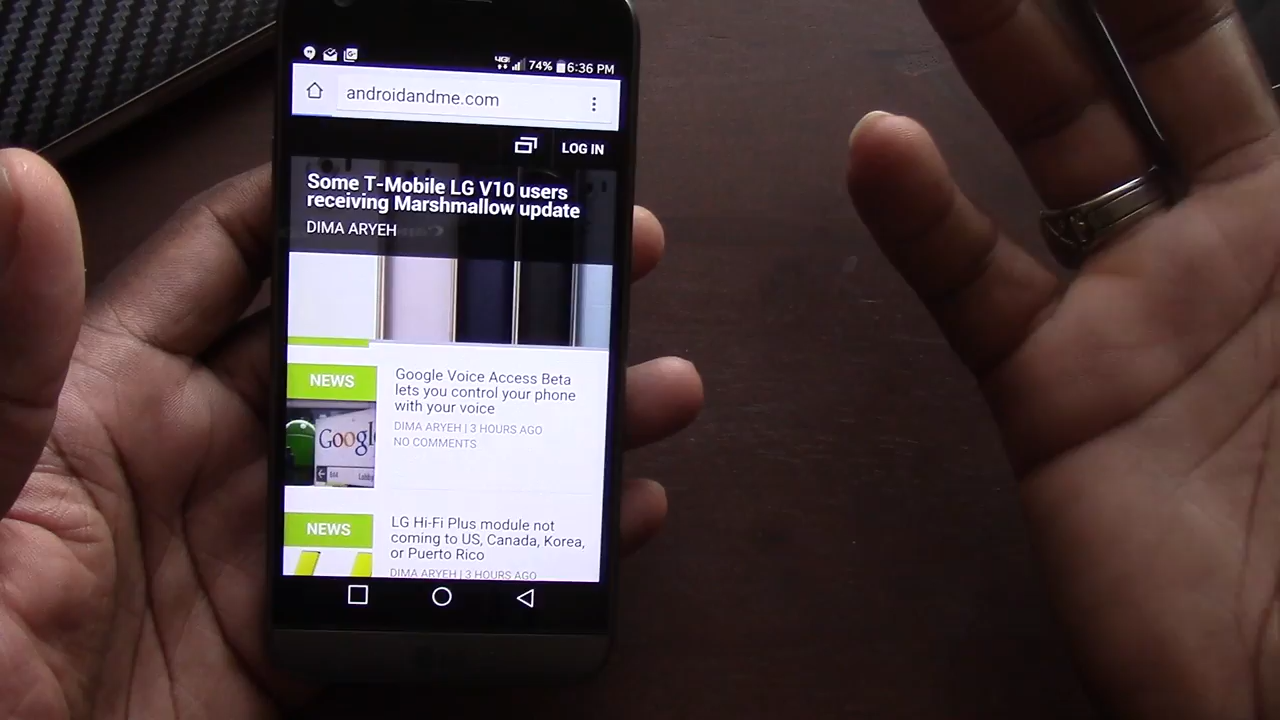 4G 74% 6:36 PM
androidandme.com
LOG IN
Some T-Mobile LG V10 users
receiving Marshmallow update
DIMA ARYEH
NEWS
Google Voice Access Beta
lets you control your phone
with your voice
DIMA ARYEH | 3 HOURS AGO
NO COMMENTS
Googl
Lobby
NEWS
LG Hi-Fi Plus module not
coming to US, Canada, Korea,
or Puerto Rico
DIMA ARYEH | 3 HOURS AGO